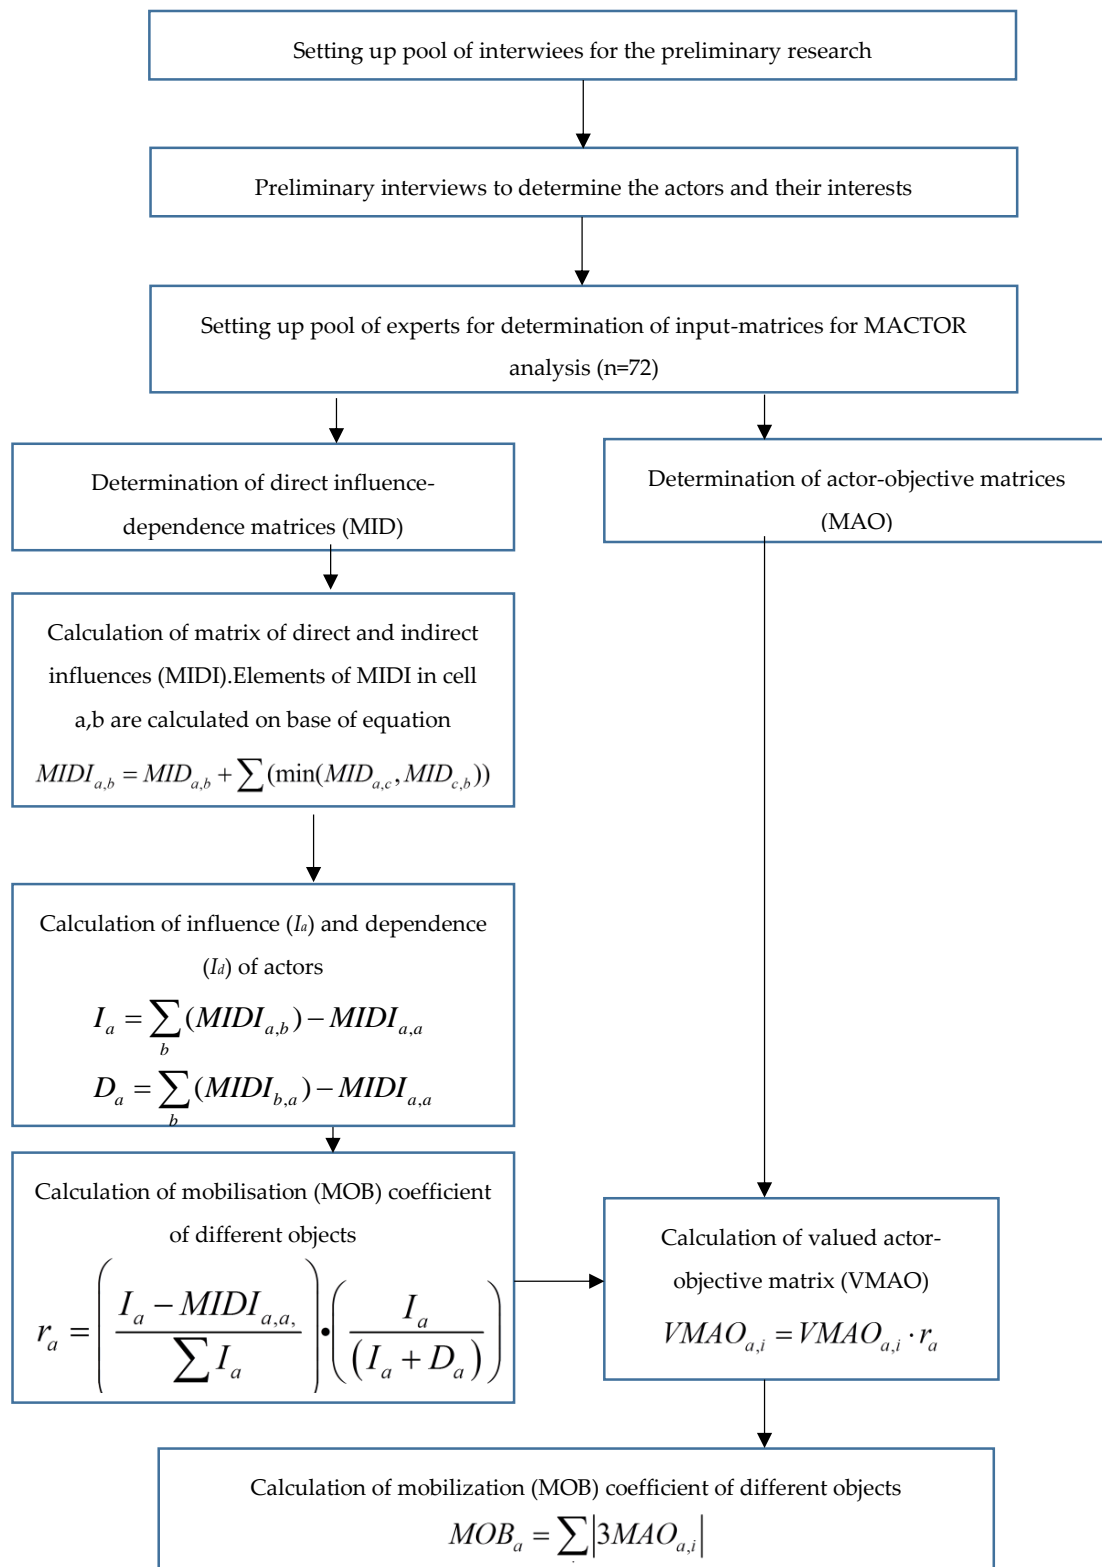 Setting up pool of interwiees for the preliminary research
Preliminary interviews to determine the actors and their interests
Setting up pool of experts for determination of input-matrices for MACTOR
analysis (n=72)
Determination of direct influence-
dependence matrices (MID)
Determination of actor-objective matrices
(MAO)
Calculation of matrix of direct and indirect
influences (MIDI).Elements of MIDI in cell
a,b are calculated on base of equation
MIDI_{a,b} = MID_{a,b} + ∑(min(MID_{a,c}, MID_{c,b}))
Calculation of influence (I_a) and dependence
(I_d) of actors
I_a = ∑_b (MIDI_{a,b}) − MIDI_{a,a}
D_a = ∑_b (MIDI_{b,a}) − MIDI_{a,a}
Calculation of mobilisation (MOB) coefficient
of different objects
r_a = ((I_a − MIDI_{a,a,}) / ∑ I_a) • (I_a / (I_a + D_a))
Calculation of valued actor-
objective matrix (VMAO)
VMAO_{a,i} = VMAO_{a,i} · r_a
Calculation of mobilization (MOB) coefficient of different objects
MOB_a = ∑|3MAO_{a,i}|